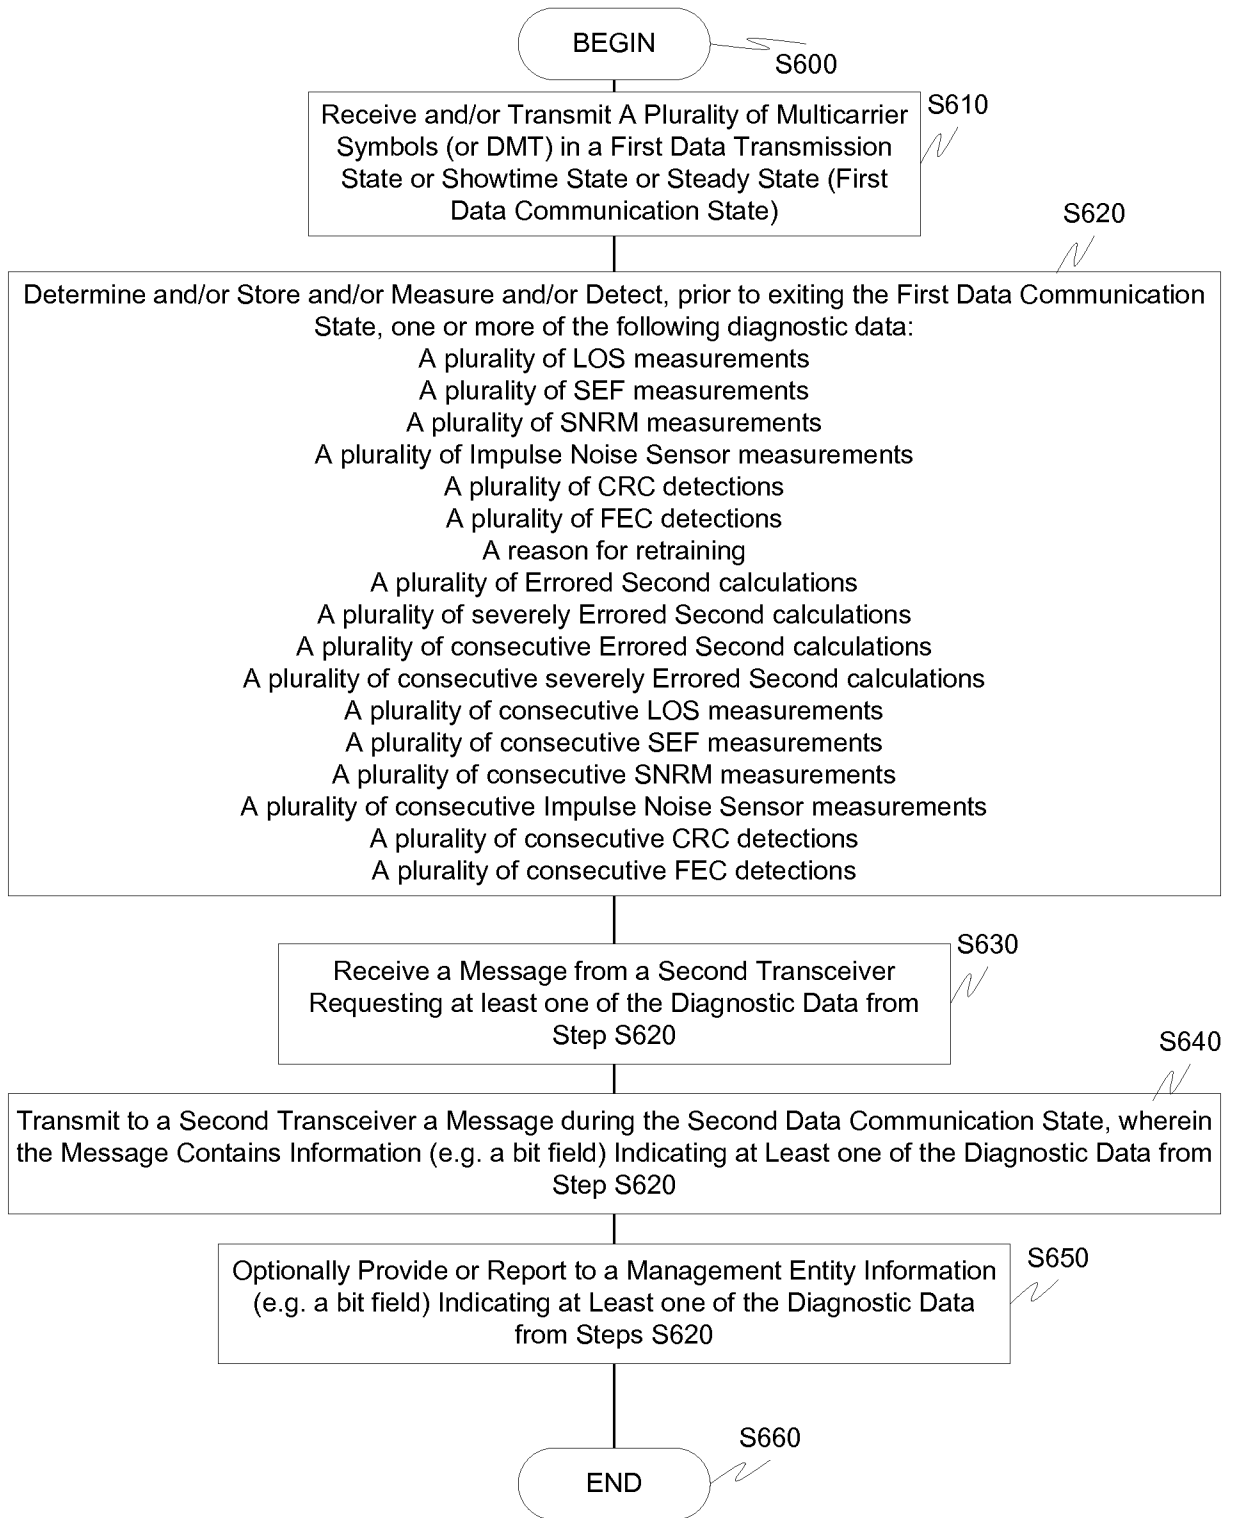 BEGIN
S600
Receive and/or Transmit A Plurality of Multicarrier
Symbols (or DMT) in a First Data Transmission
State or Showtime State or Steady State (First
Data Communication State)
S610
S620
Determine and/or Store and/or Measure and/or Detect, prior to exiting the First Data Communication
State, one or more of the following diagnostic data:
A plurality of LOS measurements
A plurality of SEF measurements
A plurality of SNRM measurements
A plurality of Impulse Noise Sensor measurements
A plurality of CRC detections
A plurality of FEC detections
A reason for retraining
A plurality of Errored Second calculations
A plurality of severely Errored Second calculations
A plurality of consecutive Errored Second calculations
A plurality of consecutive severely Errored Second calculations
A plurality of consecutive LOS measurements
A plurality of consecutive SEF measurements
A plurality of consecutive SNRM measurements
A plurality of consecutive Impulse Noise Sensor measurements
A plurality of consecutive CRC detections
A plurality of consecutive FEC detections
S630
Receive a Message from a Second Transceiver
Requesting at least one of the Diagnostic Data from
Step S620
S640
Transmit to a Second Transceiver a Message during the Second Data Communication State, wherein
the Message Contains Information (e.g. a bit field) Indicating at Least one of the Diagnostic Data from
Step S620
S650
Optionally Provide or Report to a Management Entity Information
(e.g. a bit field) Indicating at Least one of the Diagnostic Data
from Steps S620
S660
END